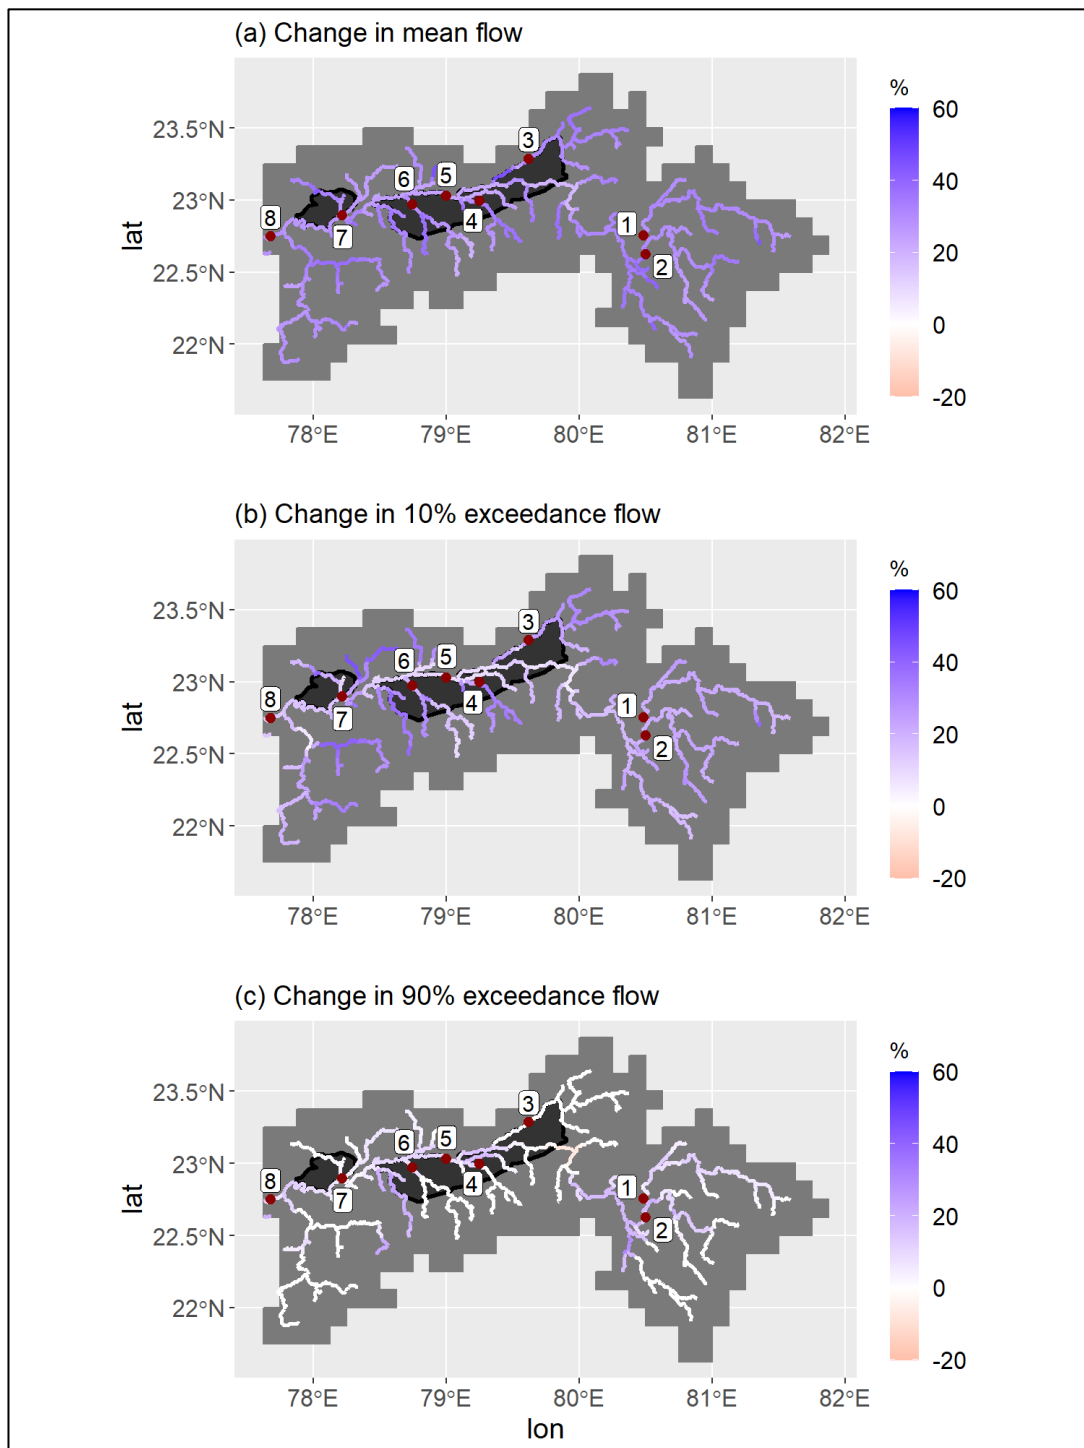 (a) Change in mean flow
%
60
40
20
0
-20
23.5°N
23°N
22.5°N
22°N
lat
3
6
5
8
4
7
1
2
78°E
79°E
80°E
81°E
82°E
(b) Change in 10% exceedance flow
%
60
40
20
0
-20
23.5°N
23°N
22.5°N
22°N
lat
3
6
5
8
4
7
1
2
78°E
79°E
80°E
81°E
82°E
(c) Change in 90% exceedance flow
%
60
40
20
0
-20
23.5°N
23°N
22.5°N
22°N
lat
3
6
5
8
4
7
1
2
78°E
79°E
80°E
81°E
82°E
lon